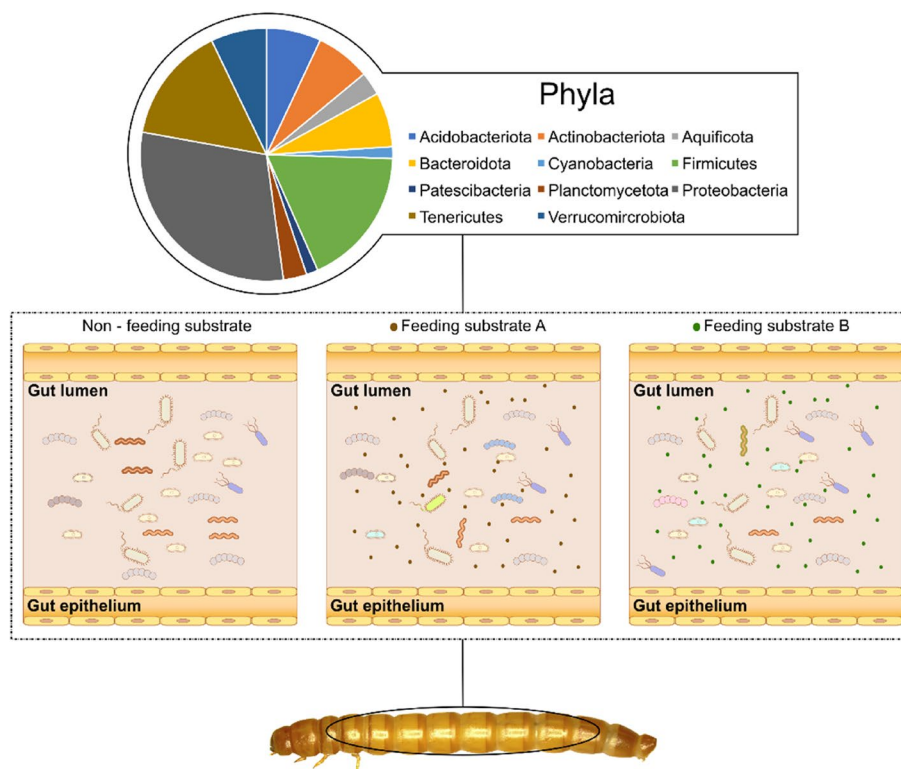 Phyla
Acidobacteriota Actinobacteriota Aquificota
Bacteroidota Cyanobacteria Firmicutes
Patescibacteria Planctomycetota Proteobacteria
Tenericutes Verrucomircrobiota
Non - feeding substrate Feeding substrate A Feeding substrate B
Gut lumen Gut lumen Gut lumen
Gut epithelium Gut epithelium Gut epithelium